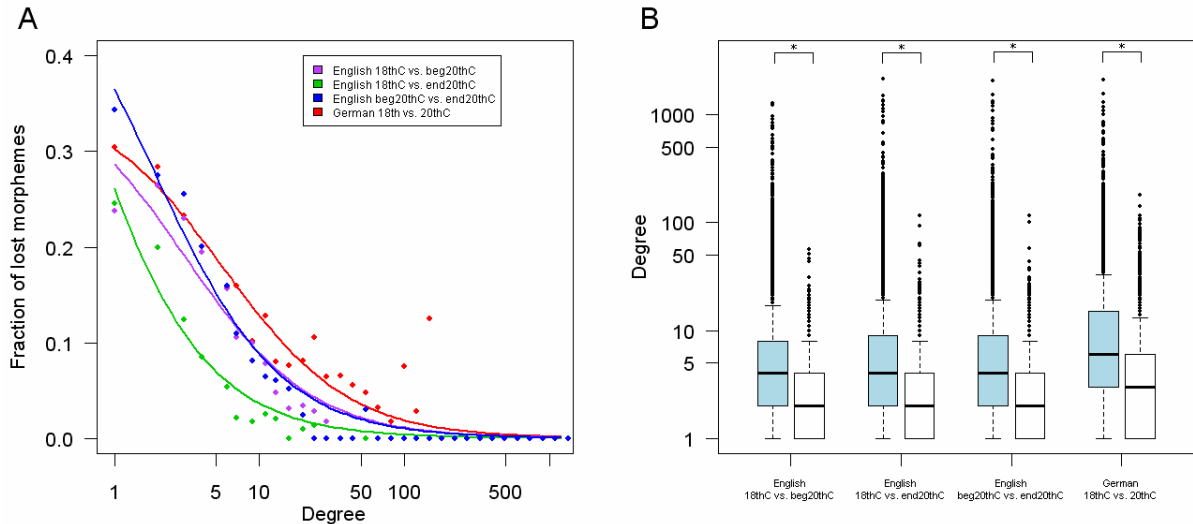 A
Fraction of lost morphemes
0.4
0.3
0.2
0.1
0.0
English 18thC vs. beg20thC
English 18thC vs. end20thC
English beg20thC vs. end20thC
German 18th vs. 20thC
1 5 10 50 100 500
Degree
B
Degree
1000
500
100
50
10
5
1
* * * *
English
18thC vs. beg20thC
English
18thC vs. end20thC
English
beg20thC vs. end20thC
German
18thC vs. 20thC